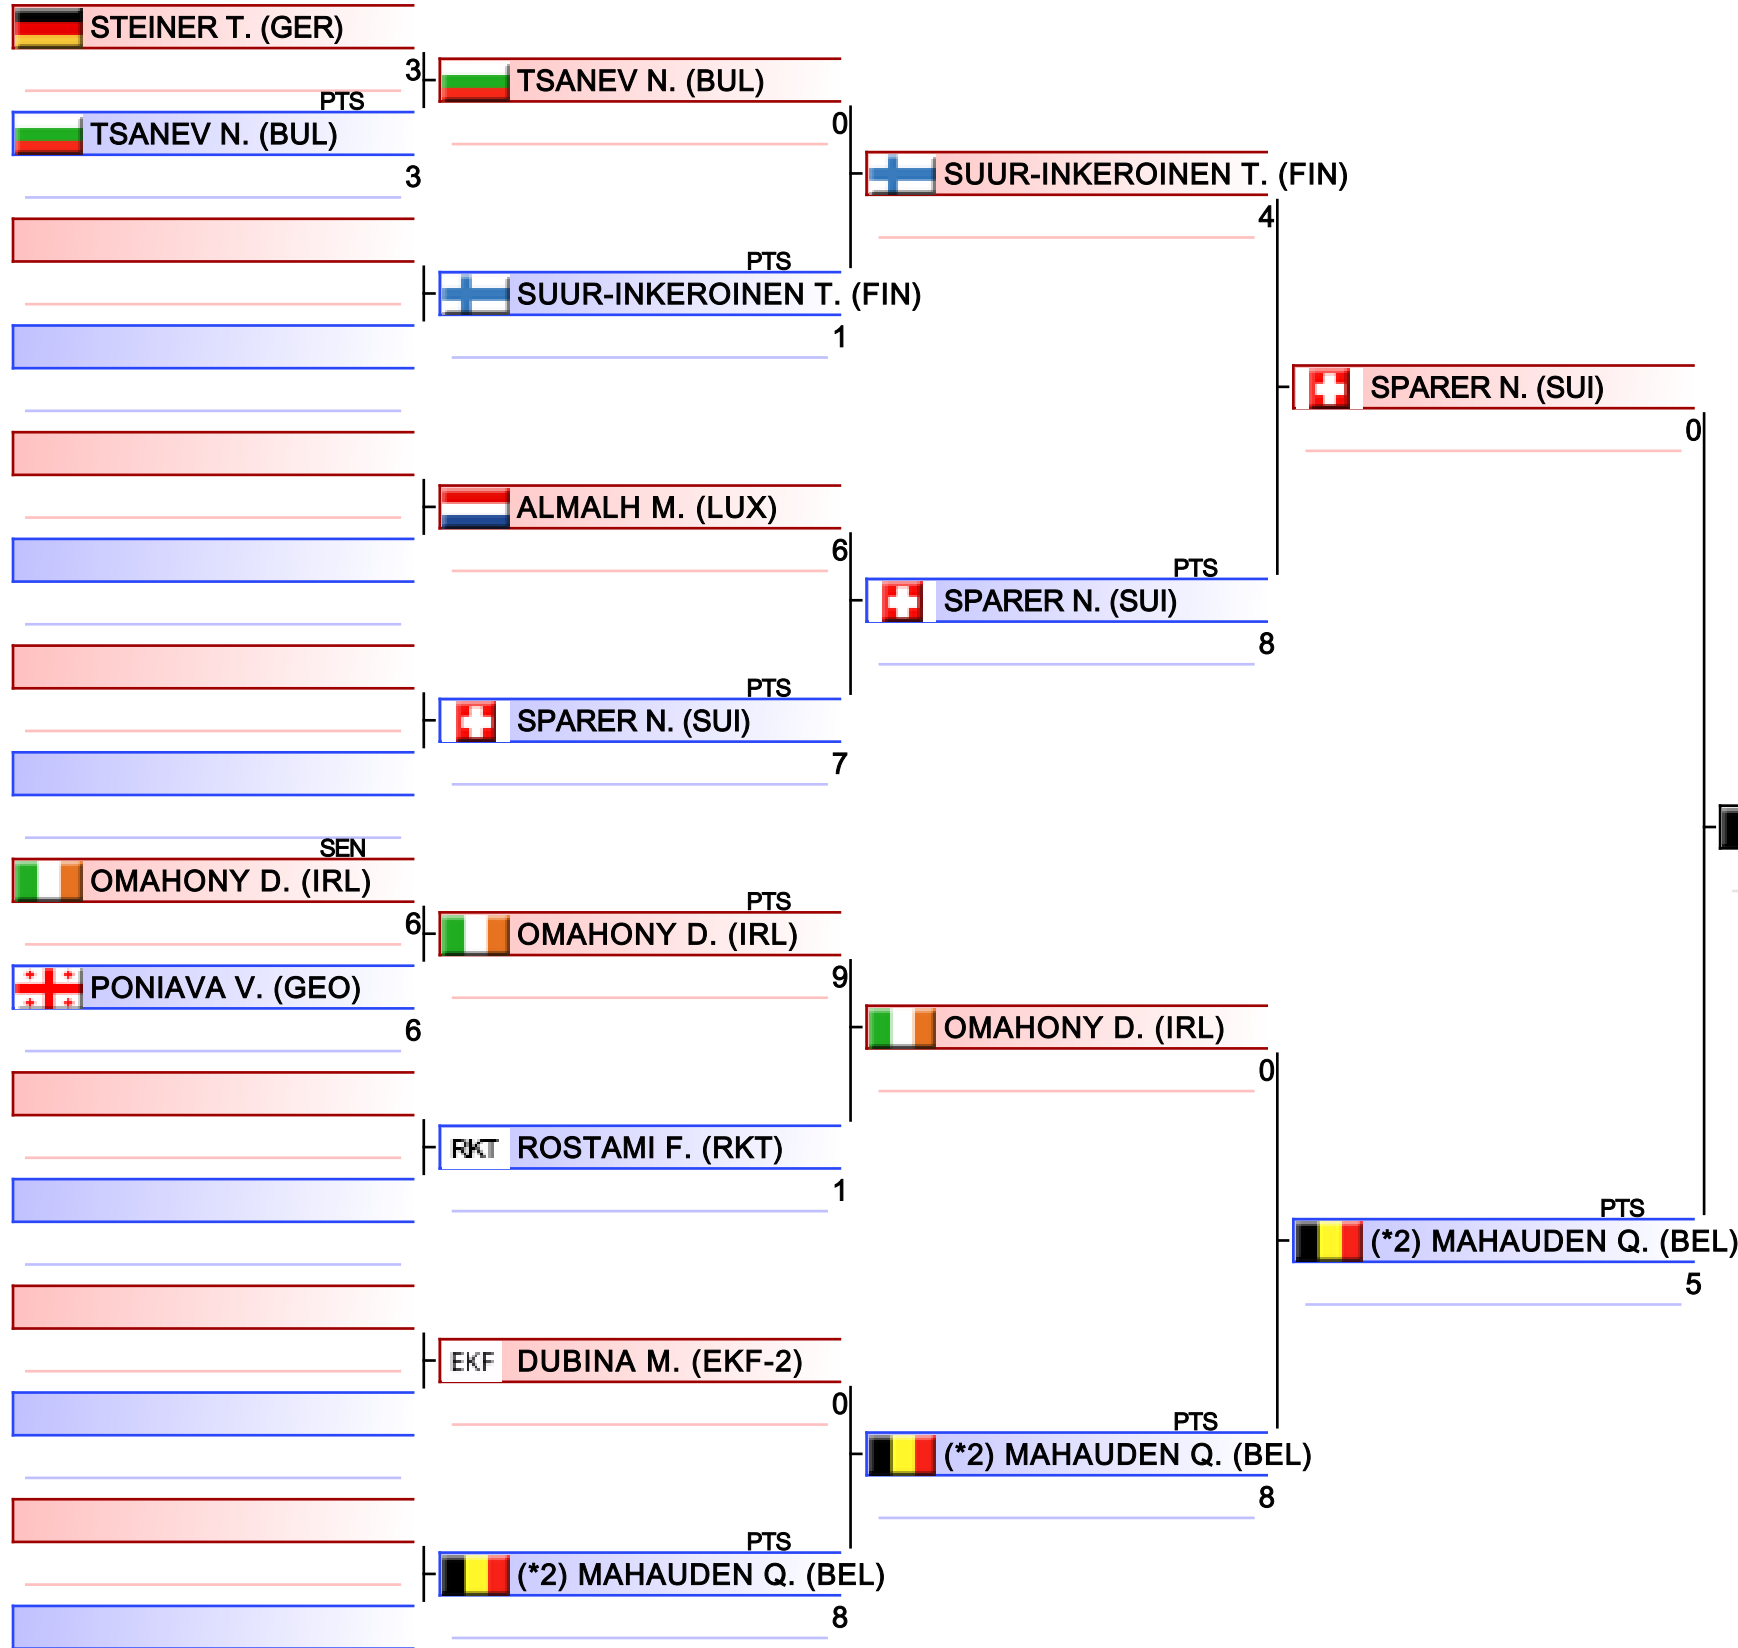 STEINER T. (GER)
3
PTS
TSANEV N. (BUL)
3
TSANEV N. (BUL)
0
PTS
SUUR-INKEROINEN T. (FIN)
1
ALMALH M. (LUX)
6
PTS
SPARER N. (SUI)
7
SEN
OMAHONY D. (IRL)
6
PONIAVA V. (GEO)
6
PTS
OMAHONY D. (IRL)
9
RKT ROSTAMI F. (RKT)
1
EKF DUBINA M. (EKF-2)
0
PTS
(*2) MAHAUDEN Q. (BEL)
8
SUUR-INKEROINEN T. (FIN)
4
PTS
SPARER N. (SUI)
8
OMAHONY D. (IRL)
0
PTS
(*2) MAHAUDEN Q. (BEL)
8
SPARER N. (SUI)
0
PTS
(*2) MAHAUDEN Q. (BEL)
5